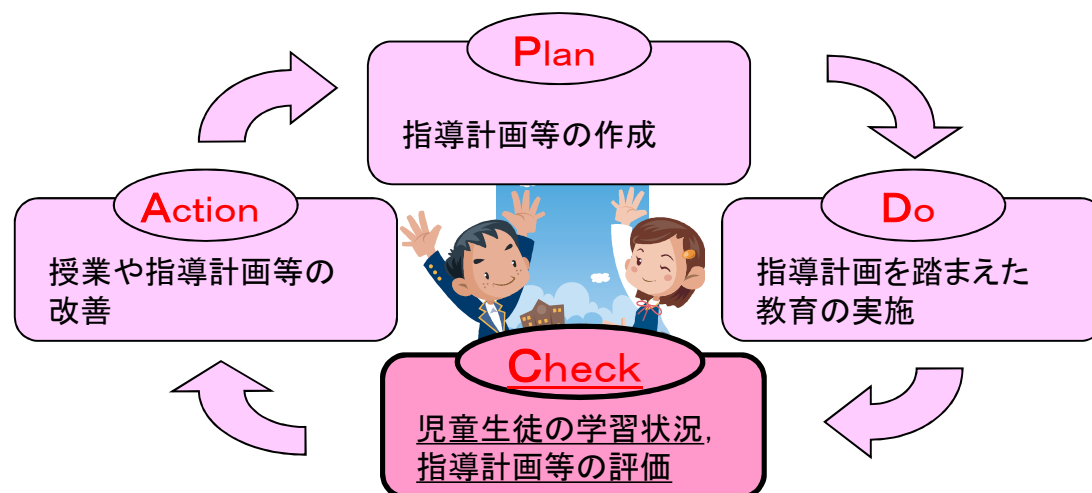 Plan
指導計画等の作成
Do
指導計画を踏まえた
教育の実施
Check
児童生徒の学習状況,
指導計画等の評価
Action
授業や指導計画等の
改善